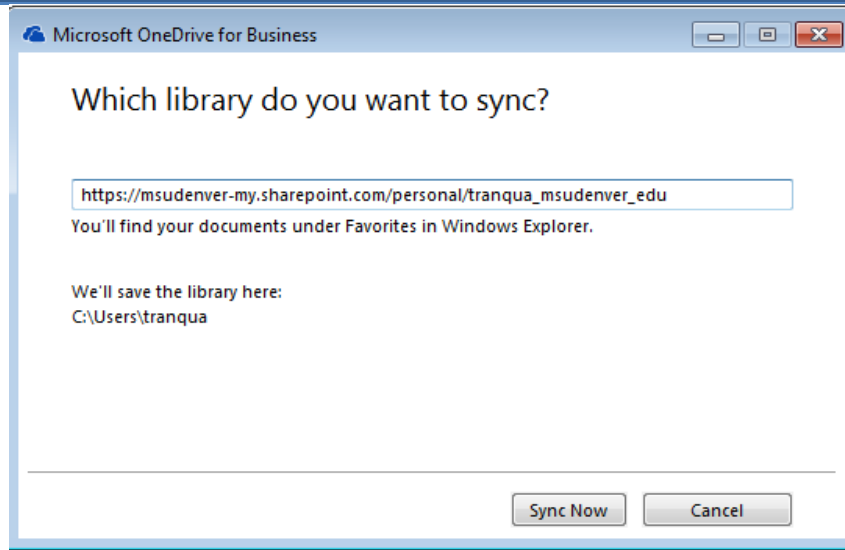 Microsoft OneDrive for Business
Which library do you want to sync?
https://msudenver-my.sharepoint.com/personal/tranqua_msudenver_edu
You'll find your documents under Favorites in Windows Explorer.
We'll save the library here:
C:\Users\tranqua
Sync Now Cancel